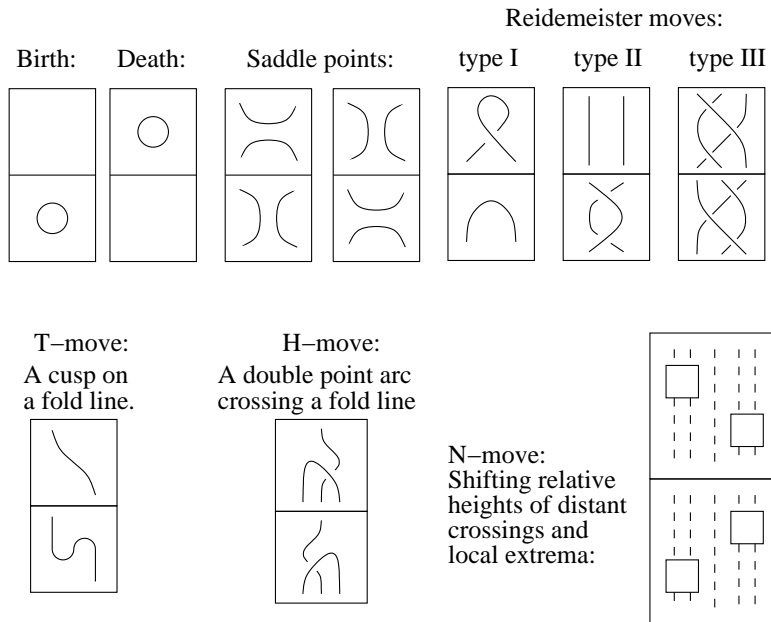 Reidemeister moves:
Birth: Death: Saddle points: type I type II type III
T−move:
A cusp on
a fold line.
H−move:
A double point arc
crossing a fold line
N−move:
Shifting relative
heights of distant
crossings and
local extrema: